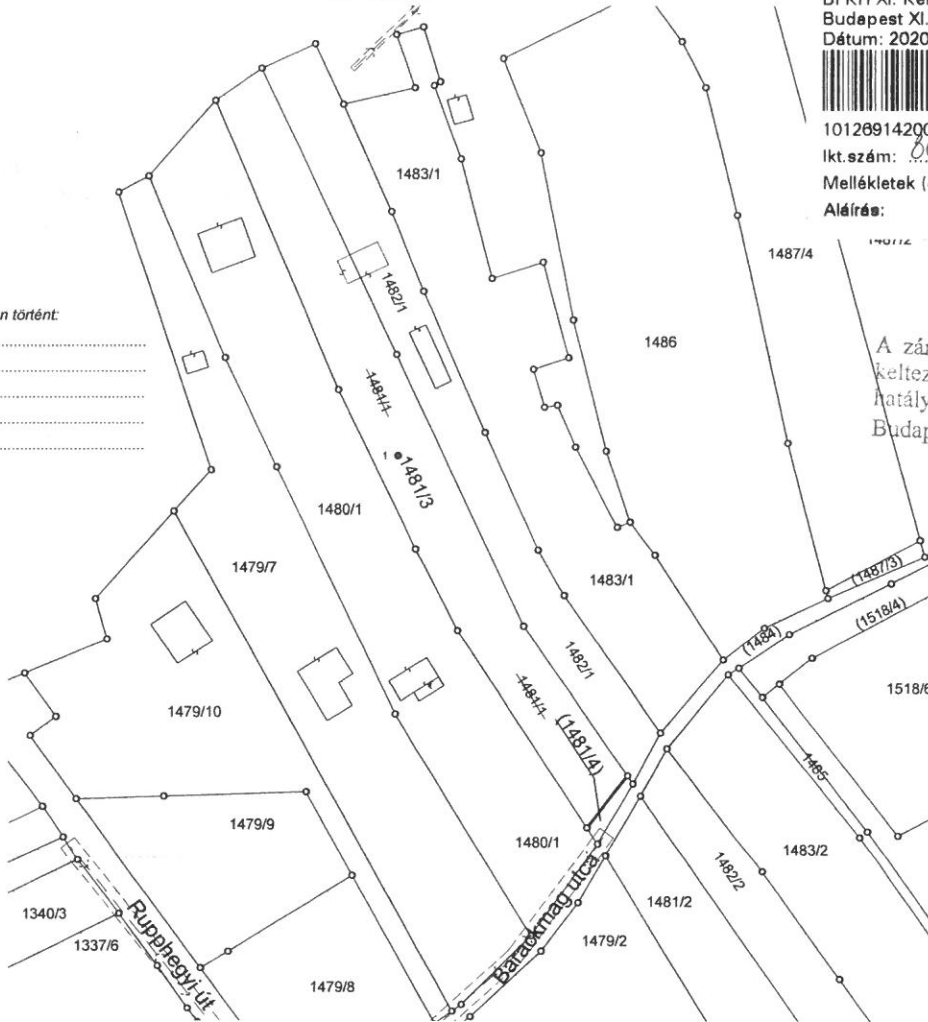 Budapest XI.
Dátum: 2020
Ikt.szám:
Mellékletek (
Aláírás:
1483/1
1487/4
1482/1
n történt:
1486
A zár
keltez
hatály
Budap
1481/1
1
1481/3
1480/1
1479/7
1483/1
(1487/3)
(1484)
(1518/4)
1482/1
1518/6
1481/1
1479/10
(1481/4)
1485
1479/9
1480/1
1483/2
1482/2
1481/2
Barackmag utca
1340/3
Rupphegyi út
1337/6
1479/2
1479/8